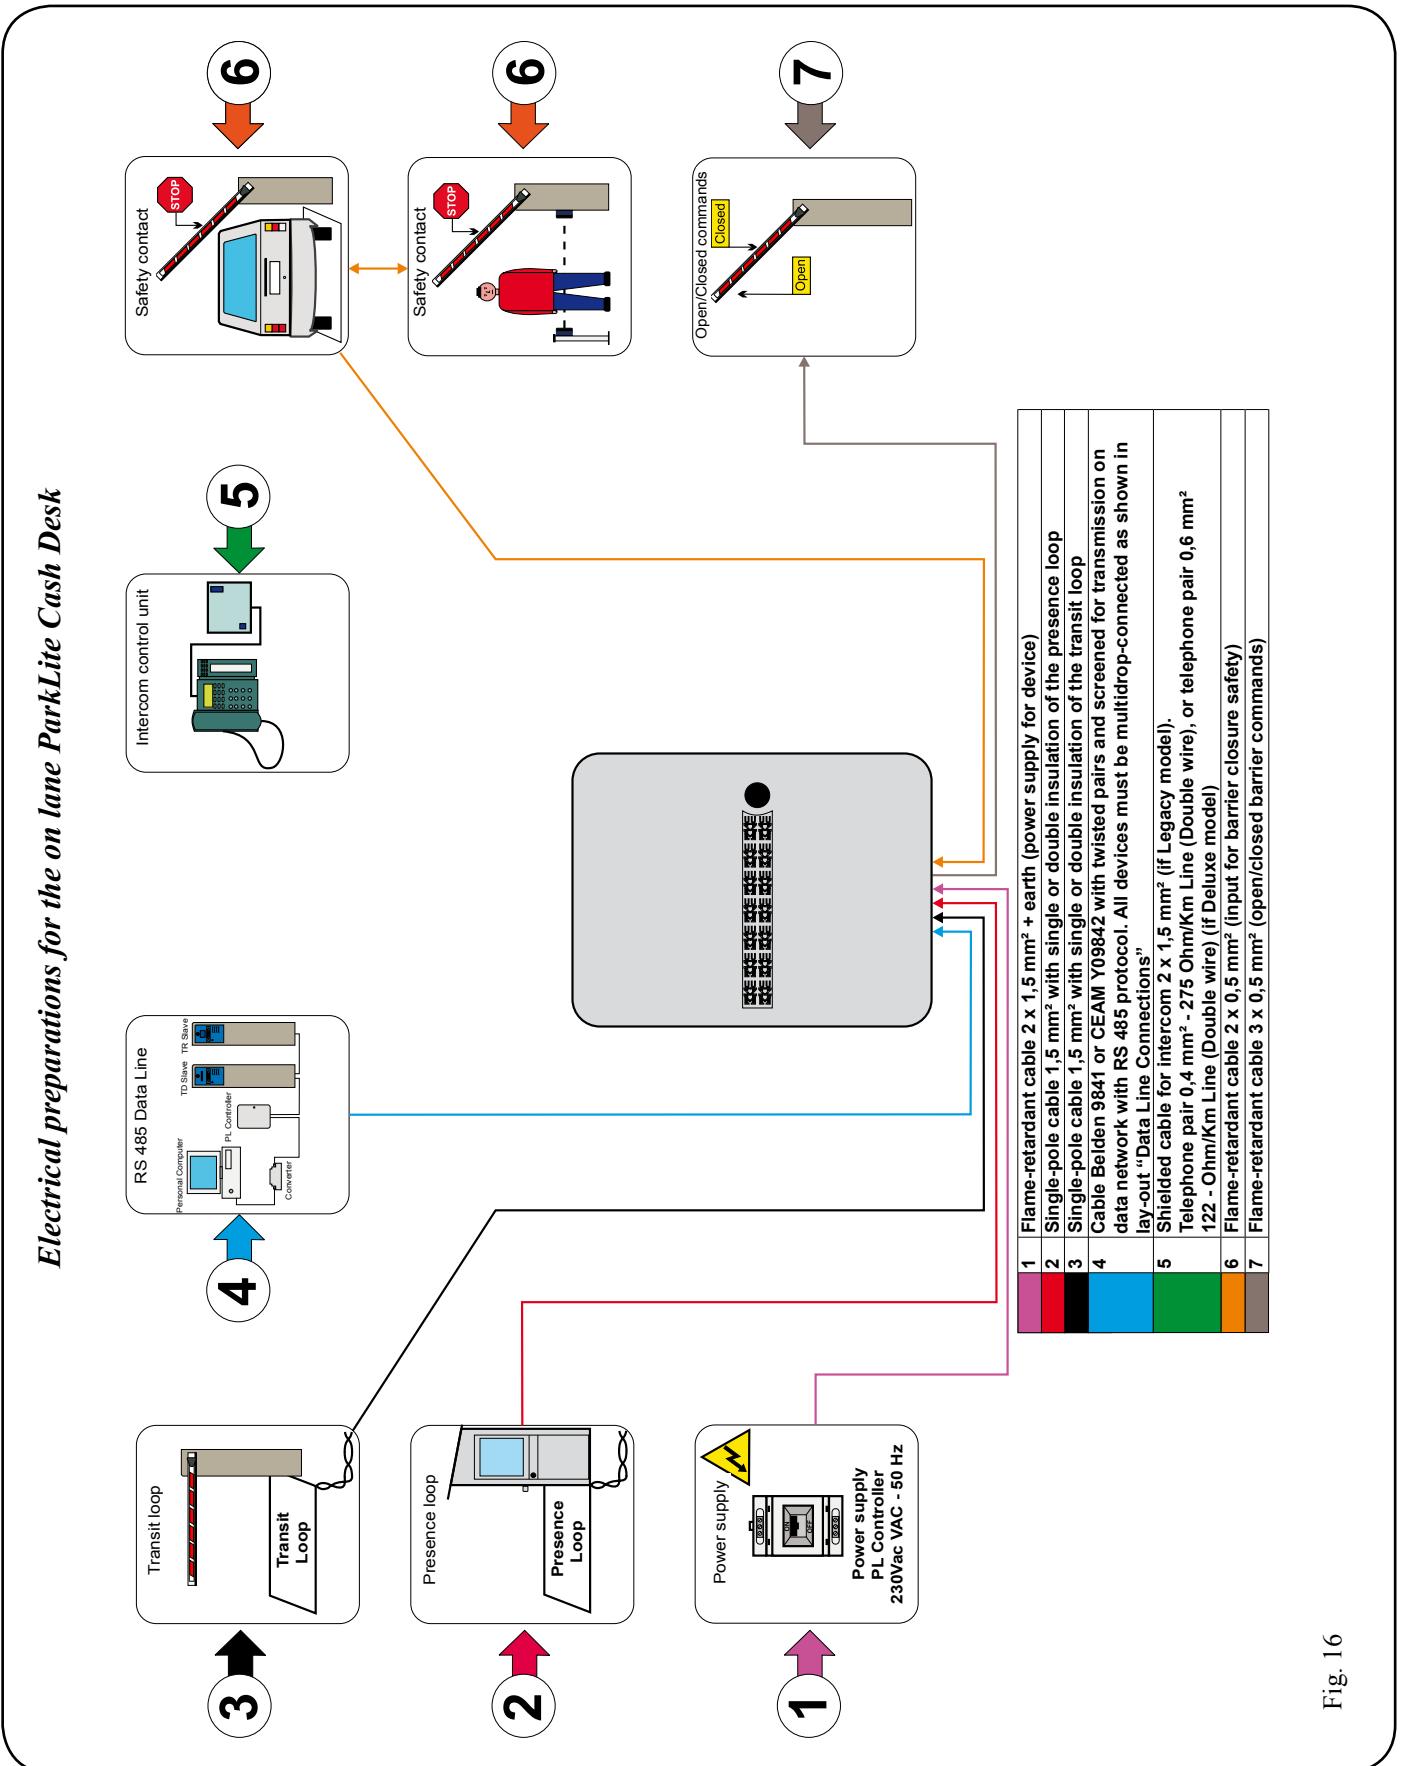 Electrical preparations for the on lane ParkLite Cash Desk
3
Transit loop
Transit
Loop
4
RS 485 Data Line
Personal Computer
PL Controller
TD Slave
TR Slave
Converter
5
Intercom control unit
6
Safety contact
STOP
2
Presence loop
Presence
Loop
6
Safety contact
STOP
1
Power supply
ON
OFF
Power supply
PL Controller
230Vac VAC - 50 Hz
7
Open/Closed commands
Closed
Open
1 Flame-retardant cable 2 x 1,5 mm² + earth (power supply for device)
2 Single-pole cable 1,5 mm² with single or double insulation of the presence loop
3 Single-pole cable 1,5 mm² with single or double insulation of the transit loop
4 Cable Belden 9841 or CEAM Y09842 with twisted pairs and screened for transmission on
data network with RS 485 protocol. All devices must be multidrop-connected as shown in
lay-out “Data Line Connections”
5 Shielded cable for intercom 2 x 1,5 mm² (if Legacy model).
Telephone pair 0,4 mm² - 275 Ohm/Km Line (Double wire), or telephone pair 0,6 mm²
122 - Ohm/Km Line (Double wire) (if Deluxe model)
6 Flame-retardant cable 2 x 0,5 mm² (input for barrier closure safety)
7 Flame-retardant cable 3 x 0,5 mm² (open/closed barrier commands)
Fig. 16